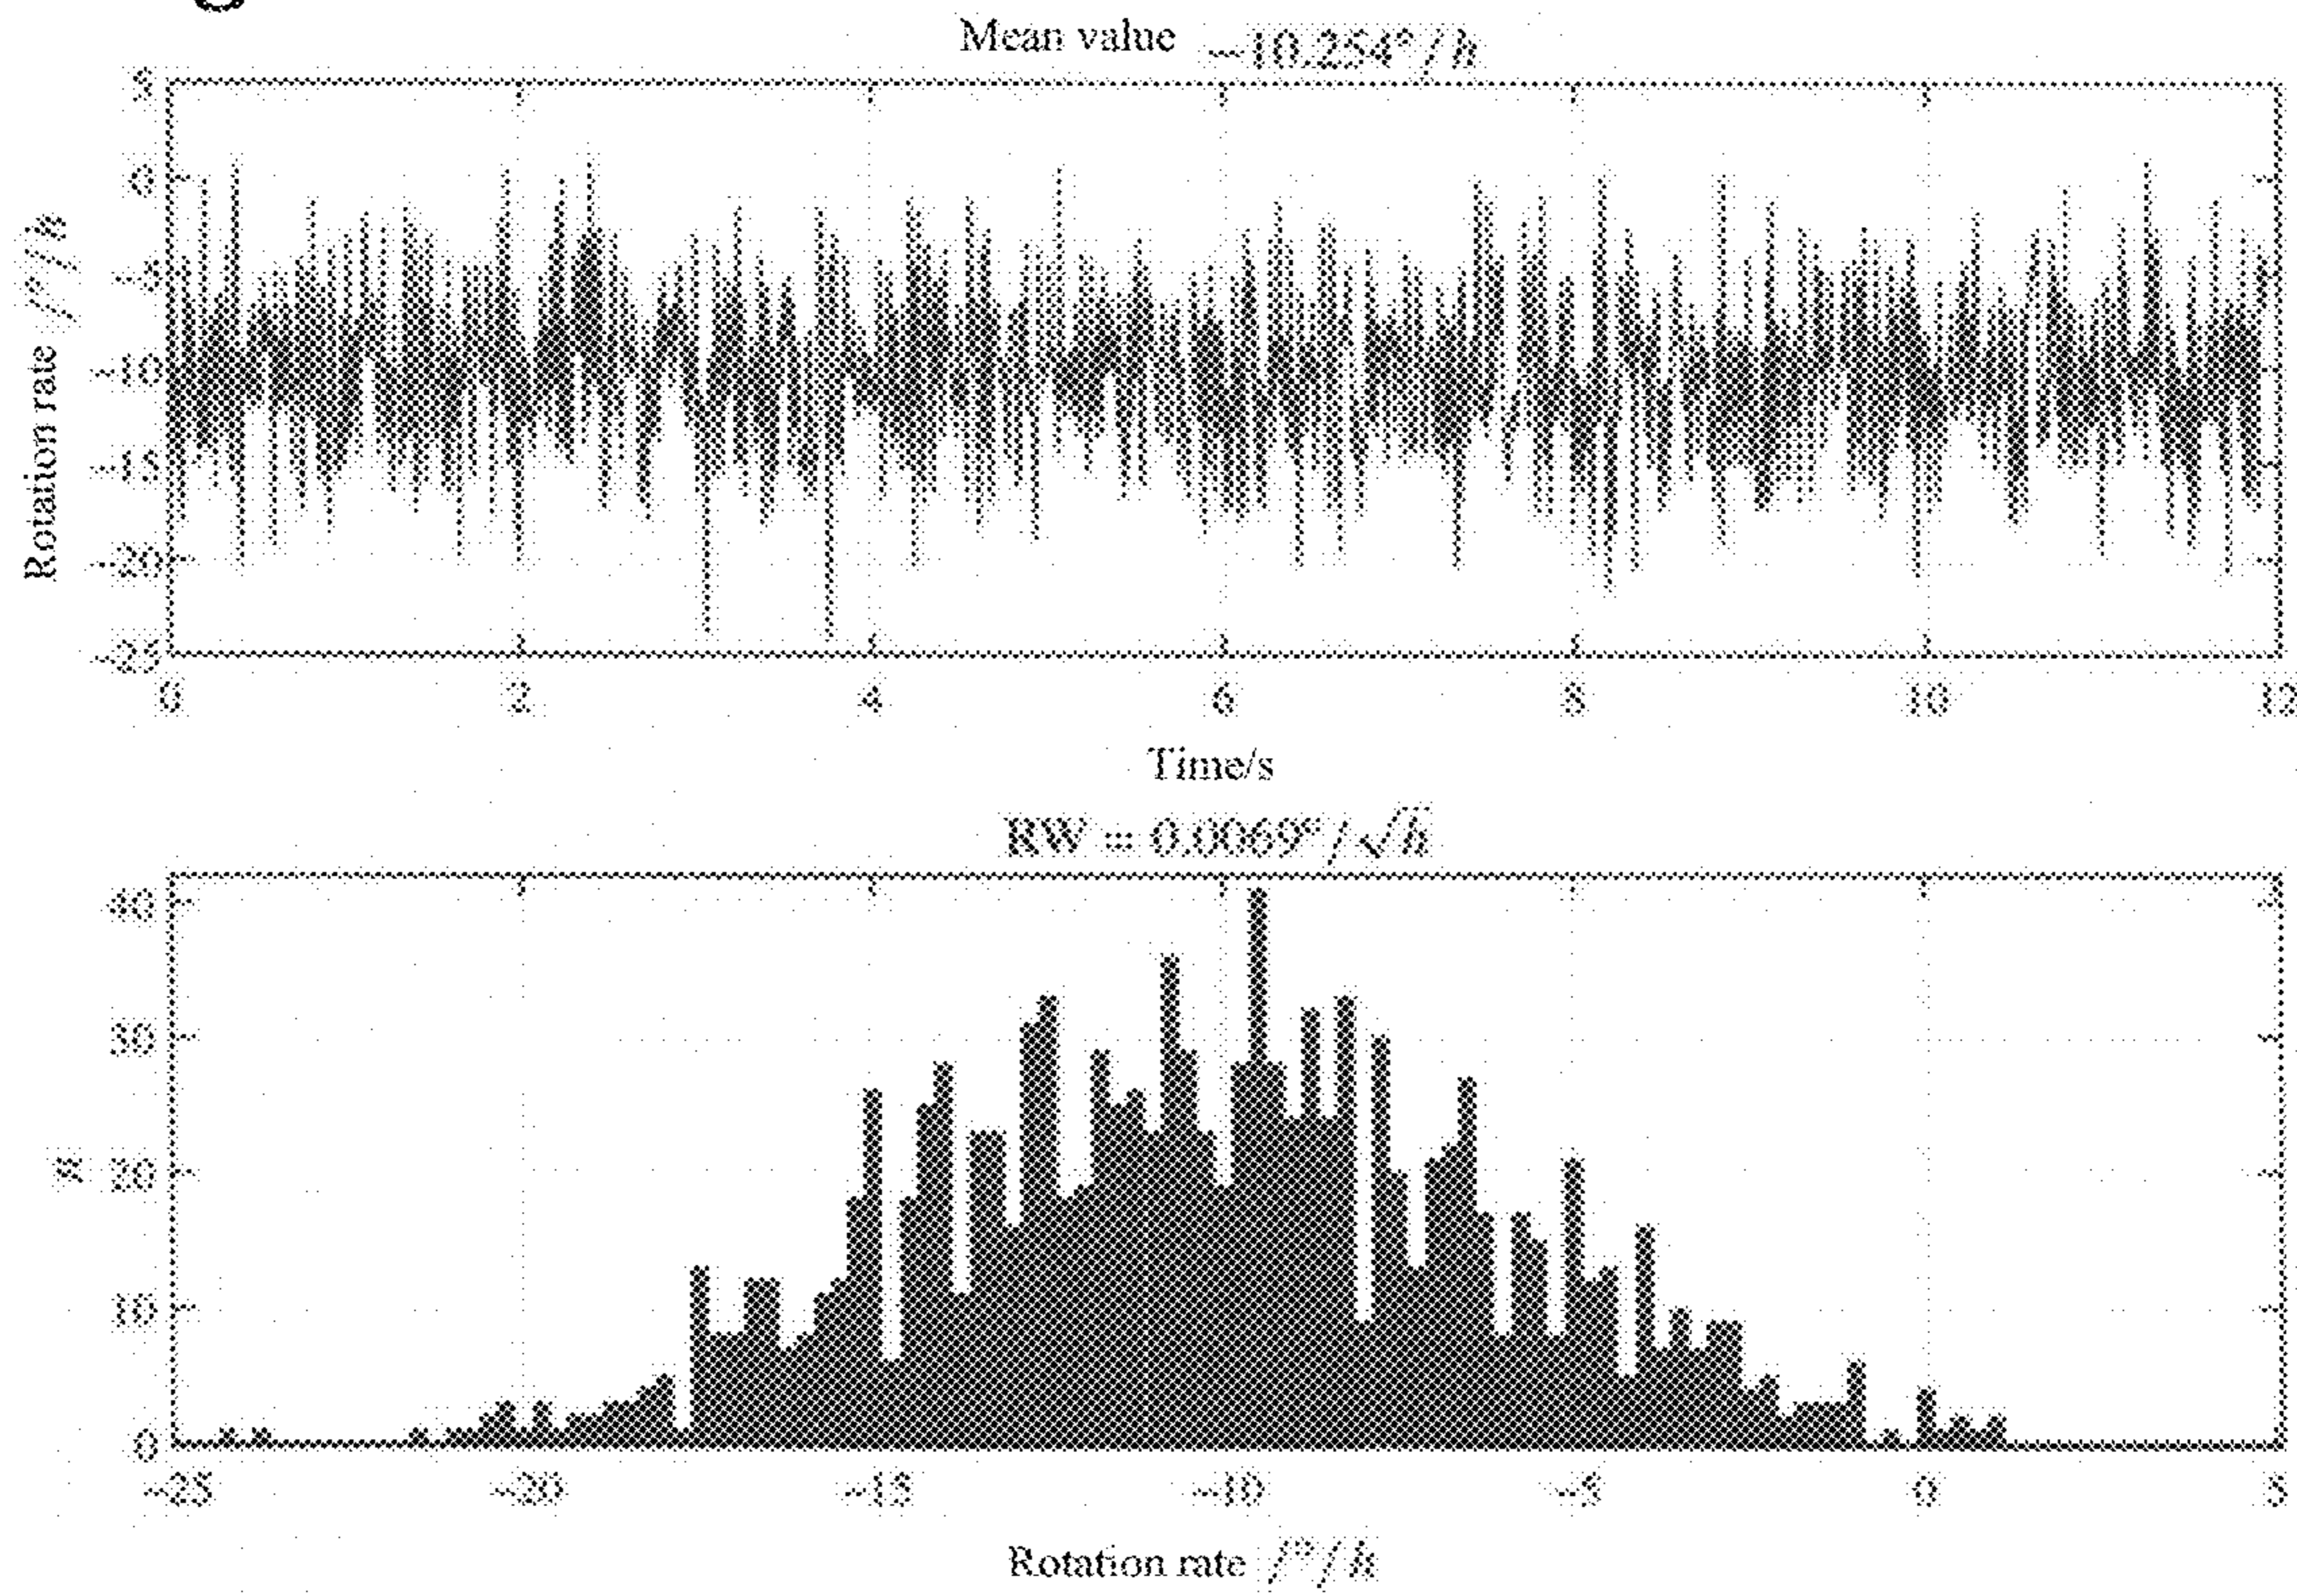 Mean value −10.254°/h
5
0
−5
−10
−15
−20
−25
Rotation rate /°/h
0 2 4 6 8 10 12
Time/s
RW = 0.0069°/√h
40
30
20
10
0
n
−25 −20 −15 −10 −5 0 5
Rotation rate /°/h